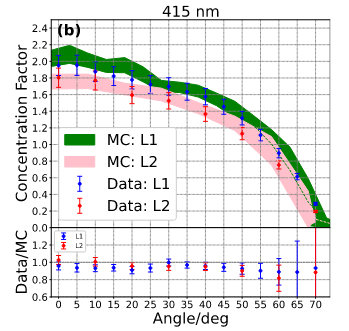 415 nm
(b)
Concentration Factor
2.4
2.2
2.0
1.8
1.6
1.4
1.2
1.0
0.8
0.6
0.4
0.2
0.0
MC: L1
MC: L2
Data: L1
Data: L2
Data/MC
1.2
1.0
0.8
0.6
L1
L2
0 5 10 15 20 25 30 35 40 45 50 55 60 65 70
Angle/deg